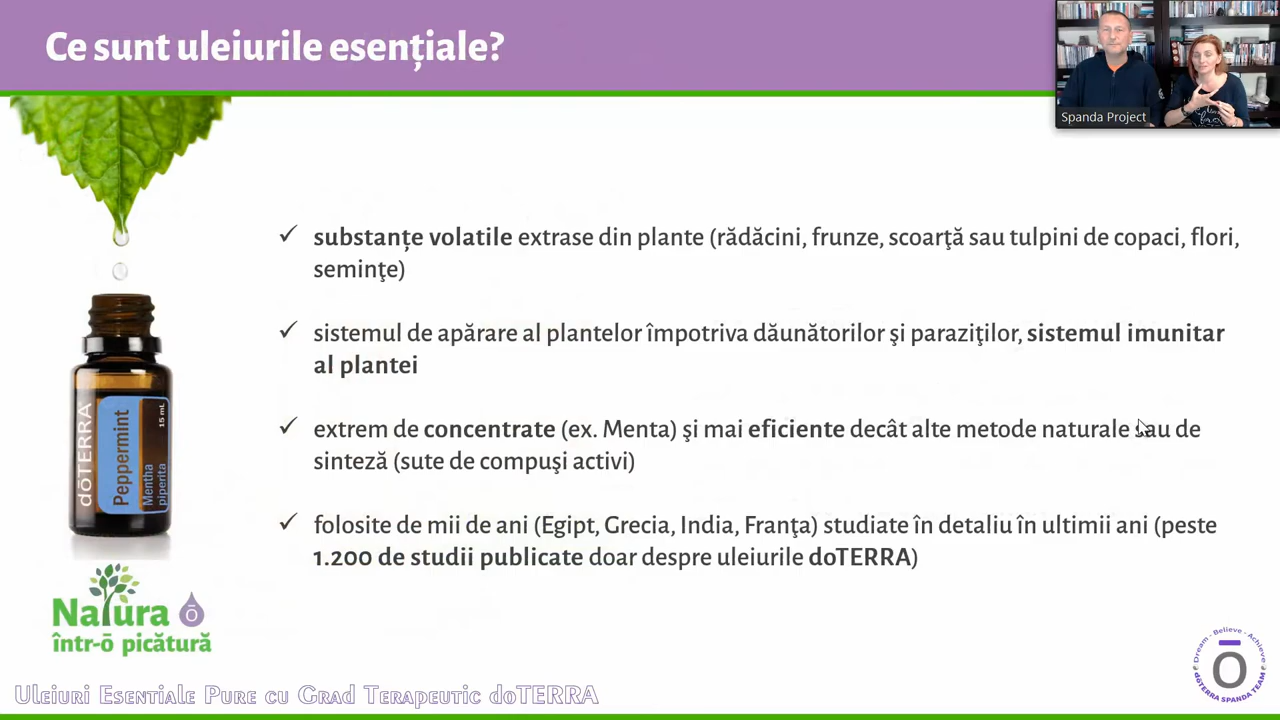 Ce sunt uleiurile esențiale?
Spanda Project
substanțe volatile extrase din plante (rădăcini, frunze, scoarţă sau tulpini de copaci, flori,
seminţe)
sistemul de apărare al plantelor împotriva dăunătorilor şi paraziţilor, sistemul imunitar
al plantei
extrem de concentrate (ex. Menta) şi mai eficiente decât alte metode naturale sau de
sinteză (sute de compuşi activi)
folosite de mii de ani (Egipt, Grecia, India, Franţa) studiate în detaliu în ultimii ani (peste
1.200 de studii publicate doar despre uleiurile doTERRA)
dōTERRA
Peppermint
Mentha
piperita
15 mL
Natura ō
într-ō picătură
Uleiuri Esentiale Pure cu Grad Terapeutic doTERRA
Dream - Believe - Achieve
Ō
dōTERRA SPANDA TEAM